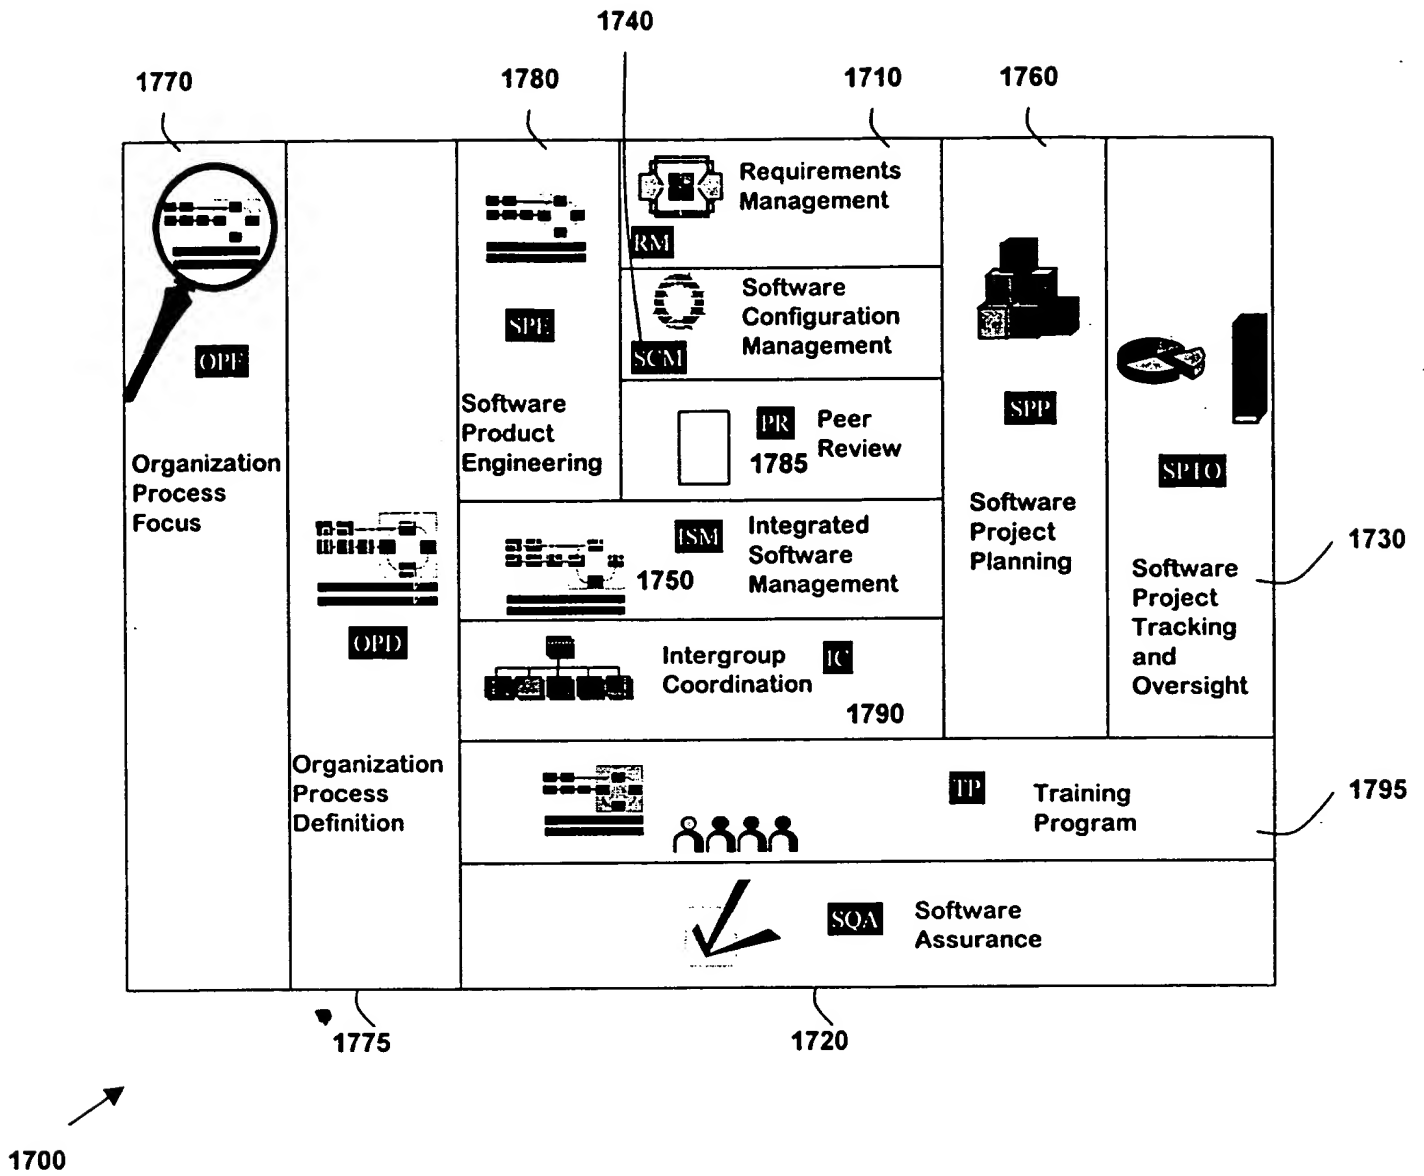 1740
1770
1780
1710
1760
Requirements
Management
RM
Software
Configuration
Management
SCM
SPE
OPF
Software
Product
Engineering
PR
Peer
Review
1785
SPP
SPTO
Organization
Process
Focus
ISM
Integrated
Software
Management
1750
Software
Project
Planning
1730
Software
Project
Tracking
and
Oversight
OPD
Intergroup
Coordination
IC
1790
Organization
Process
Definition
TP
Training
Program
1795
SQA
Software
Assurance
1775
1720
1700